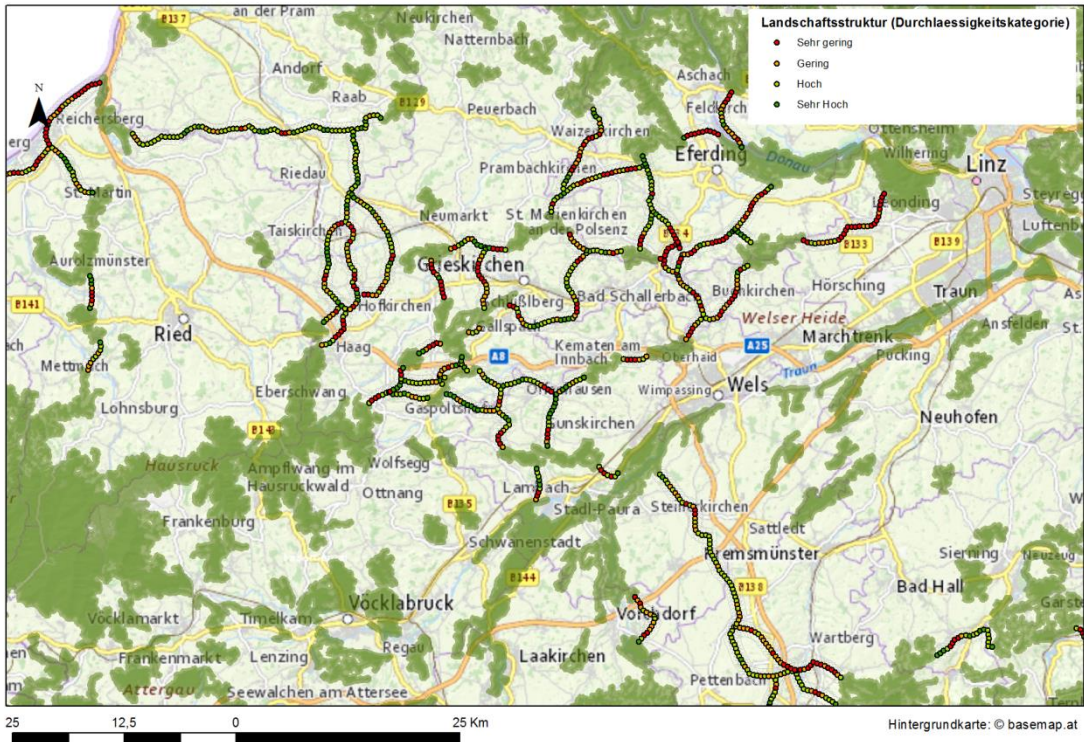 B137
an der Pram
Neukirchen
Natternbach
Landschaftsstruktur (Durchlaessigkeitskategorie)
Sehr gering
Gering
Hoch
Sehr Hoch
N
Andorf
Raab
B129
Peuerbach
Aschach
Reichersberg
Waizenkirchen
Ottensheim
Wilhering
Eferding
Donau
Linz
Prambachkirchen
Riedau
St. Martin
Leonding
Steyregg
Neumarkt
St. Marienkirchen
an der Polsenz
Taiskirchen
B133
B139
Aurolzmünster
Grieskirchen
Bad Schallerbach
Hörsching
Traun
B141
Hofkirchen
Welser Heide
Ansfelden
Ried
Marchtrenk
Haag
A8
Kematen am
Innbach
Oberhaid
A25
Pucking
Traun
Mettmach
Eberschwang
Wimpassing
Wels
Lohnsburg
Neuhofen
B143
Gunskirchen
Hausruck
Wolfsegg
Ampflwang im
Hausruckwald
Ottnang
Lambach
B135
Stadl-Paura
Frankenburg
Sattledt
Schwanenstadt
Kremsmünster
Sierning
B144
B138
Bad Hall
Vöcklabruck
Vöcklamarkt
Timelkam
Regau
Wartberg
Frankenmarkt
Lenzing
Laakirchen
Pettenbach
Attergau
Seewalchen am Attersee
25
12,5
0
25 Km
Hintergrundkarte: © basemap.at